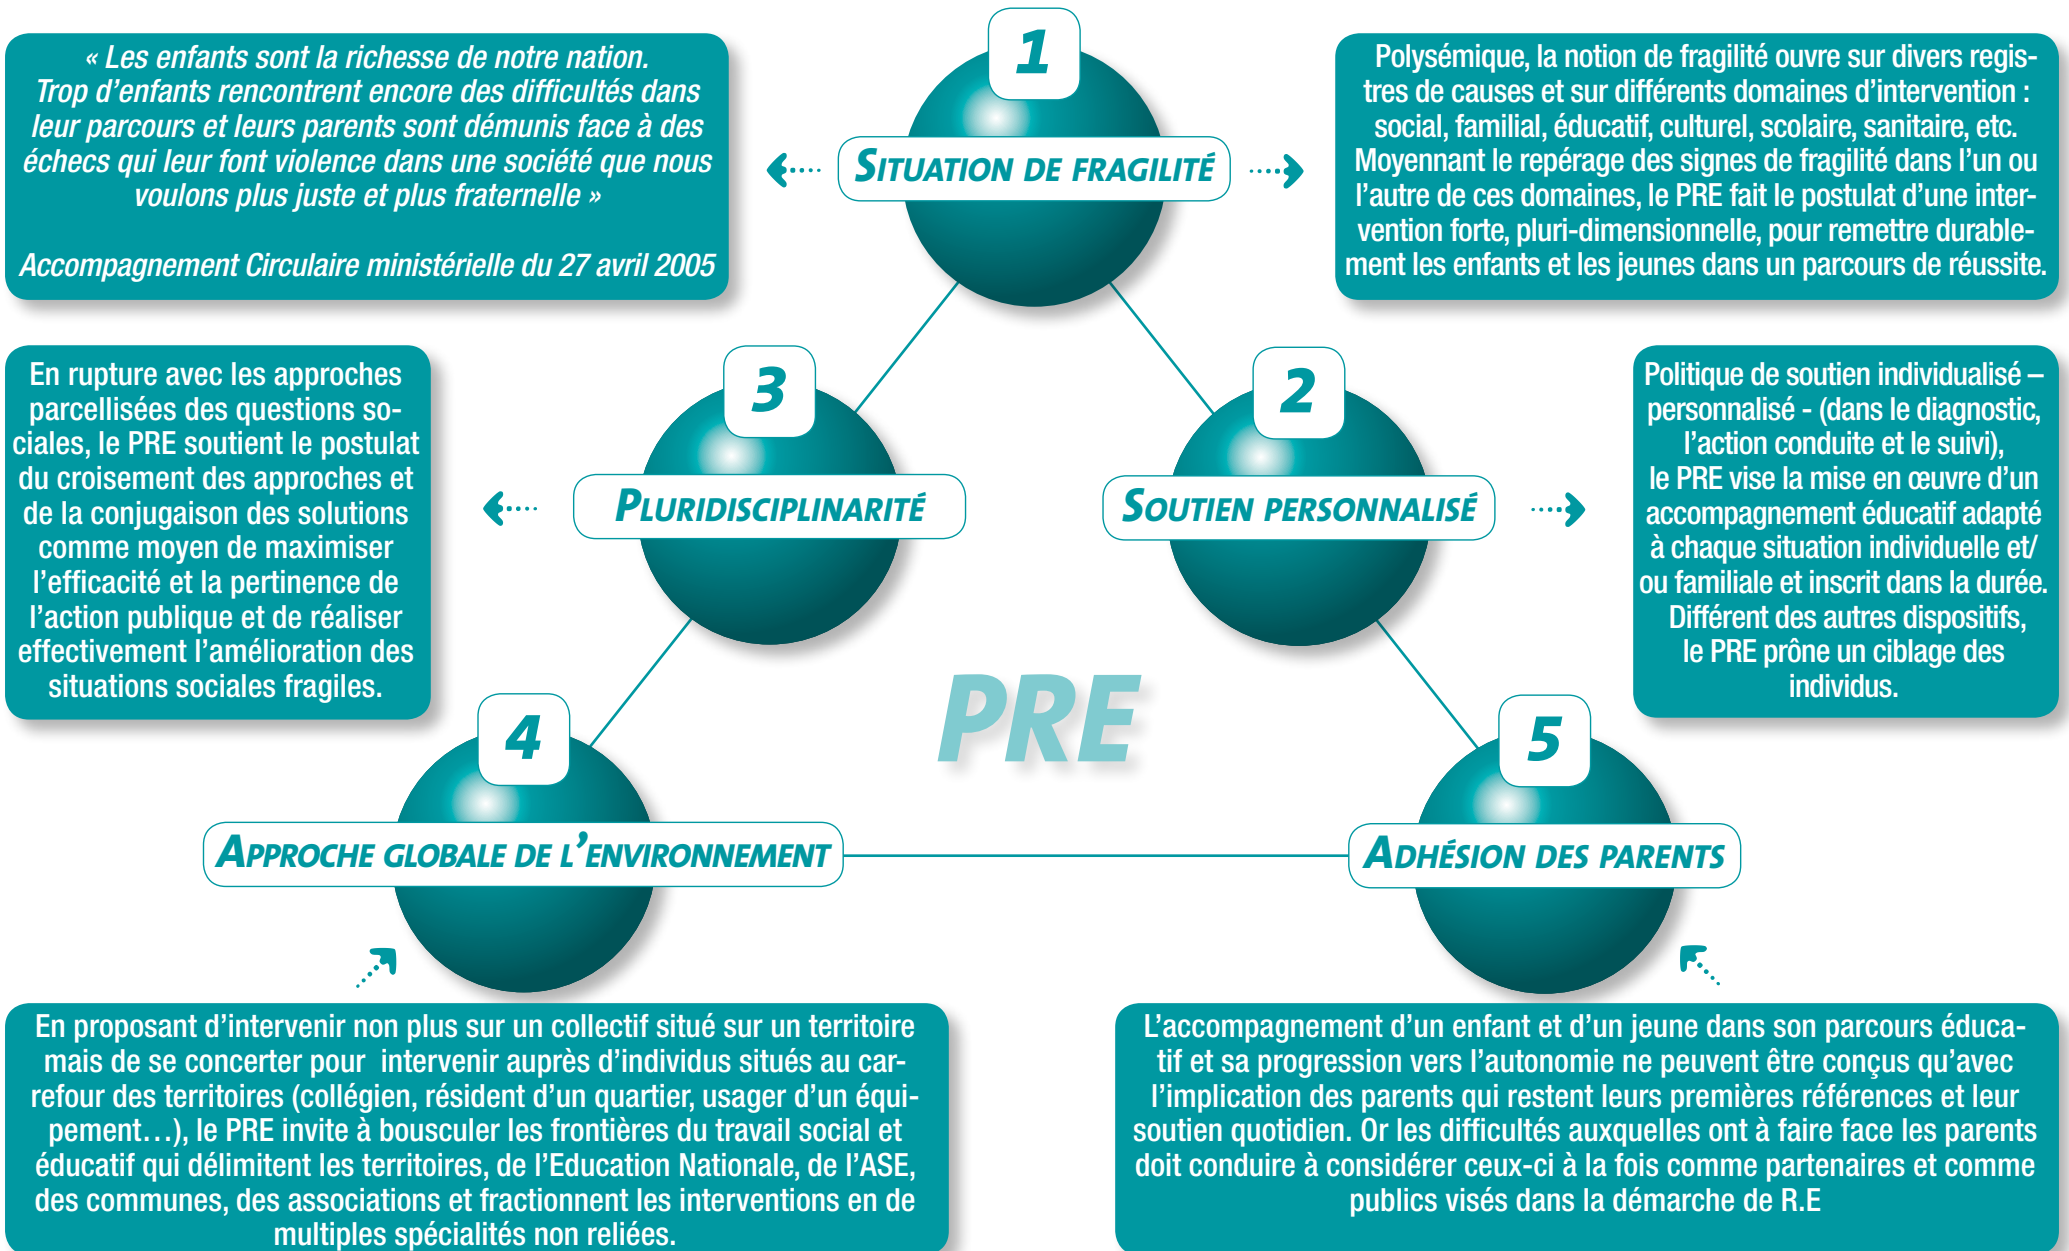 1
SITUATION DE FRAGILITÉ
« Les enfants sont la richesse de notre nation.
Trop d’enfants rencontrent encore des difficultés dans
leur parcours et leurs parents sont démunis face à des
échecs qui leur font violence dans une société que nous
voulons plus juste et plus fraternelle »
Accompagnement Circulaire ministérielle du 27 avril 2005
Polysémique, la notion de fragilité ouvre sur divers regis-
tres de causes et sur différents domaines d’intervention :
social, familial, éducatif, culturel, scolaire, sanitaire, etc.
Moyennant le repérage des signes de fragilité dans l’un ou
l’autre de ces domaines, le PRE fait le postulat d’une inter-
vention forte, pluri-dimensionnelle, pour remettre durable-
ment les enfants et les jeunes dans un parcours de réussite.
2
SOUTIEN PERSONNALISÉ
Politique de soutien individualisé –
personnalisé - (dans le diagnostic,
l’action conduite et le suivi),
le PRE vise la mise en œuvre d’un
accompagnement éducatif adapté
à chaque situation individuelle et/
ou familiale et inscrit dans la durée.
Différent des autres dispositifs,
le PRE prône un ciblage des
individus.
3
PLURIDISCIPLINARITÉ
En rupture avec les approches
parcellisées des questions so-
ciales, le PRE soutient le postulat
du croisement des approches et
de la conjugaison des solutions
comme moyen de maximiser
l’efficacité et la pertinence de
l’action publique et de réaliser
effectivement l’amélioration des
situations sociales fragiles.
PRE
4
APPROCHE GLOBALE DE L’ENVIRONNEMENT
En proposant d’intervenir non plus sur un collectif situé sur un territoire
mais de se concerter pour intervenir auprès d’individus situés au car-
refour des territoires (collégien, résident d’un quartier, usager d’un équi-
pement…), le PRE invite à bousculer les frontières du travail social et
éducatif qui délimitent les territoires, de l’Education Nationale, de l’ASE,
des communes, des associations et fractionnent les interventions en de
multiples spécialités non reliées.
5
ADHÉSION DES PARENTS
L’accompagnement d’un enfant et d’un jeune dans son parcours éduca-
tif et sa progression vers l’autonomie ne peuvent être conçus qu’avec
l’implication des parents qui restent leurs premières références et leur
soutien quotidien. Or les difficultés auxquelles ont à faire face les parents
doit conduire à considérer ceux-ci à la fois comme partenaires et comme
publics visés dans la démarche de R.E